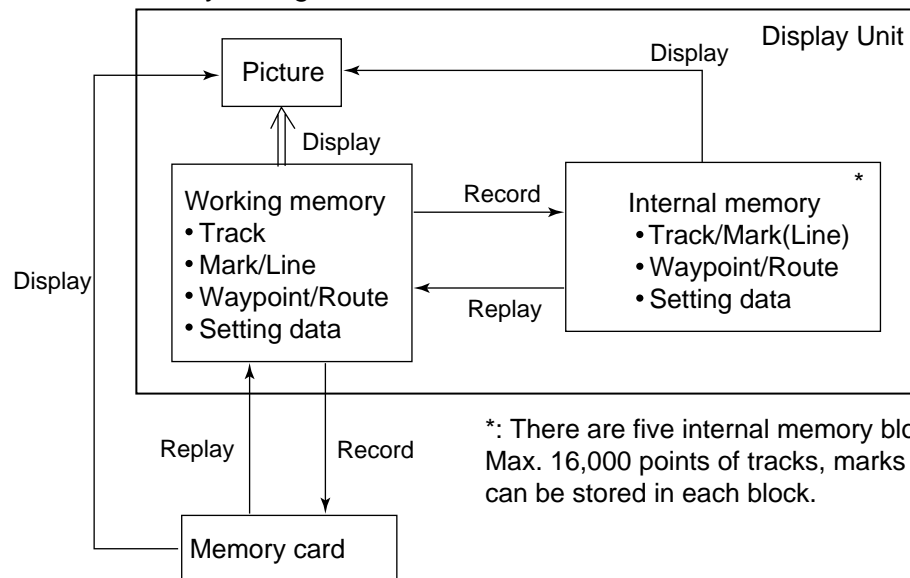 Display Unit
Display
Picture
Display
Working memory
• Track
• Mark/Line
• Waypoint/Route
• Setting data
Record
Replay
*
Internal memory
• Track/Mark(Line)
• Waypoint/Route
• Setting data
Display
Replay
Record
*: There are five internal memory
Max. 16,000 points of tracks, marks
can be stored in each block.
Memory card